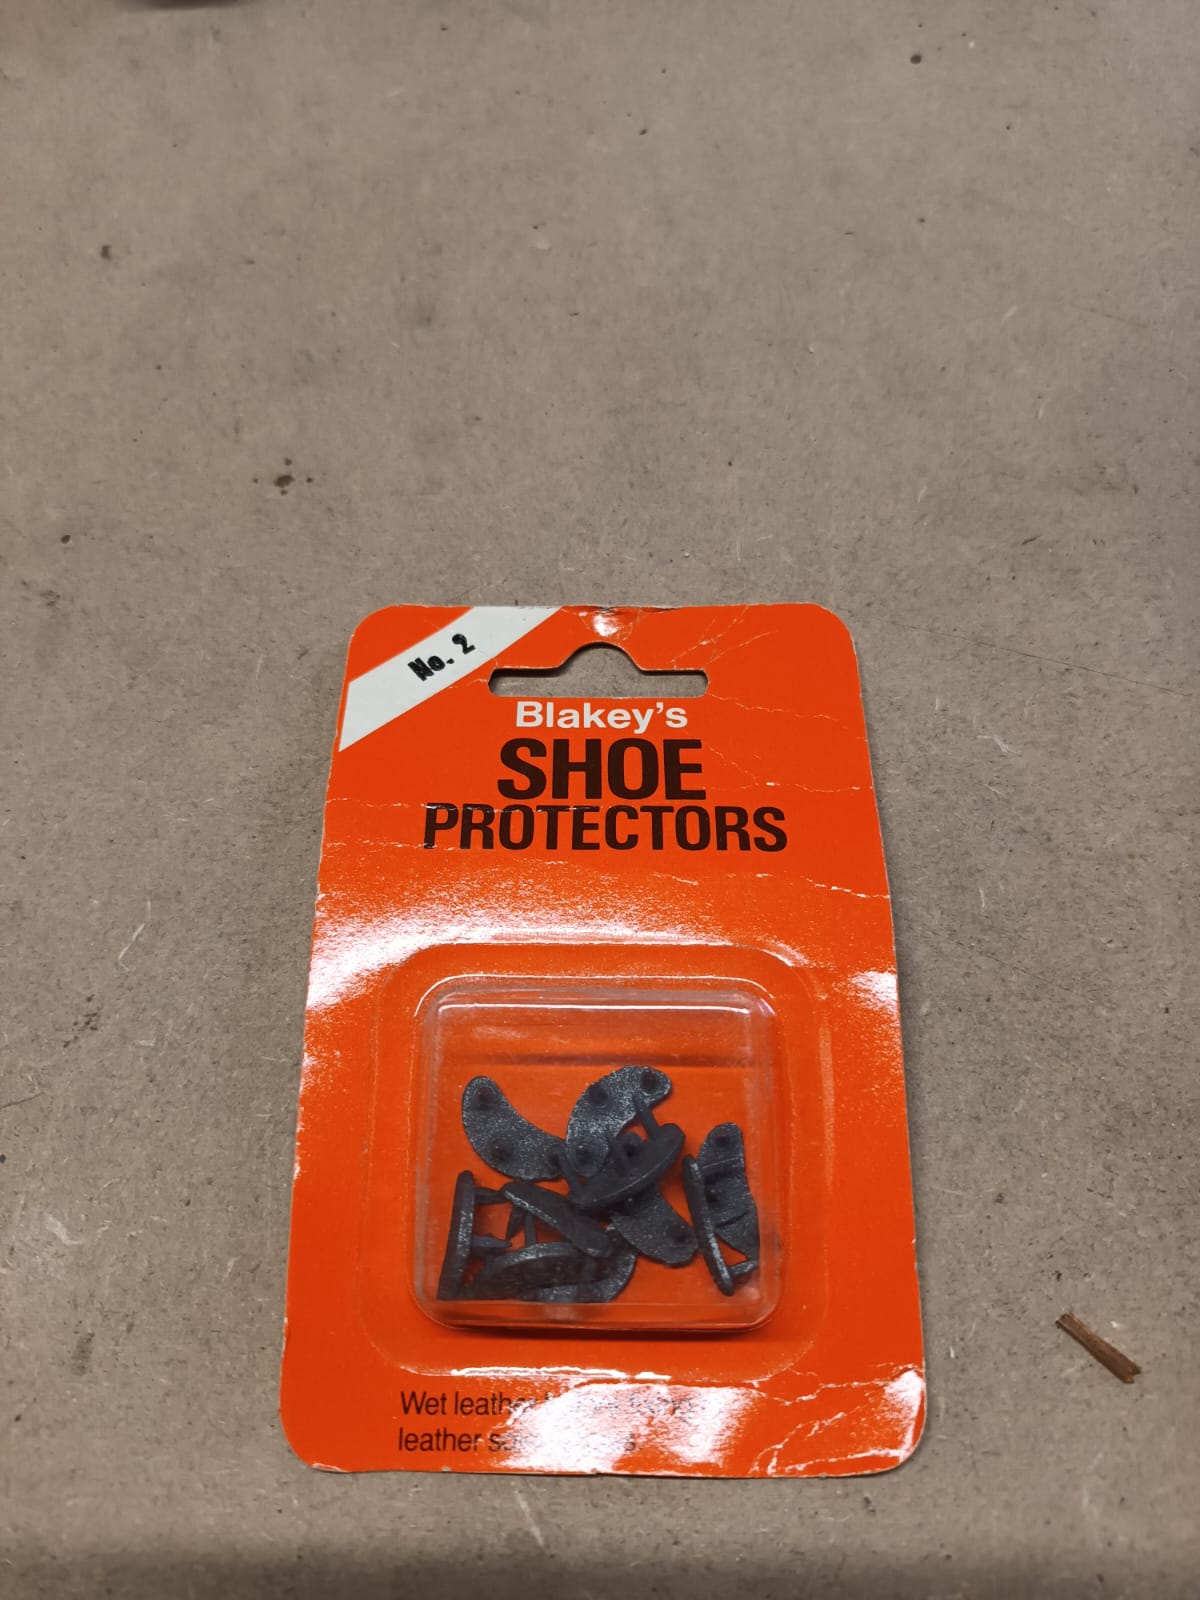 No. 2
Blakey's
SHOE
PROTECTORS
Wet leather
leather